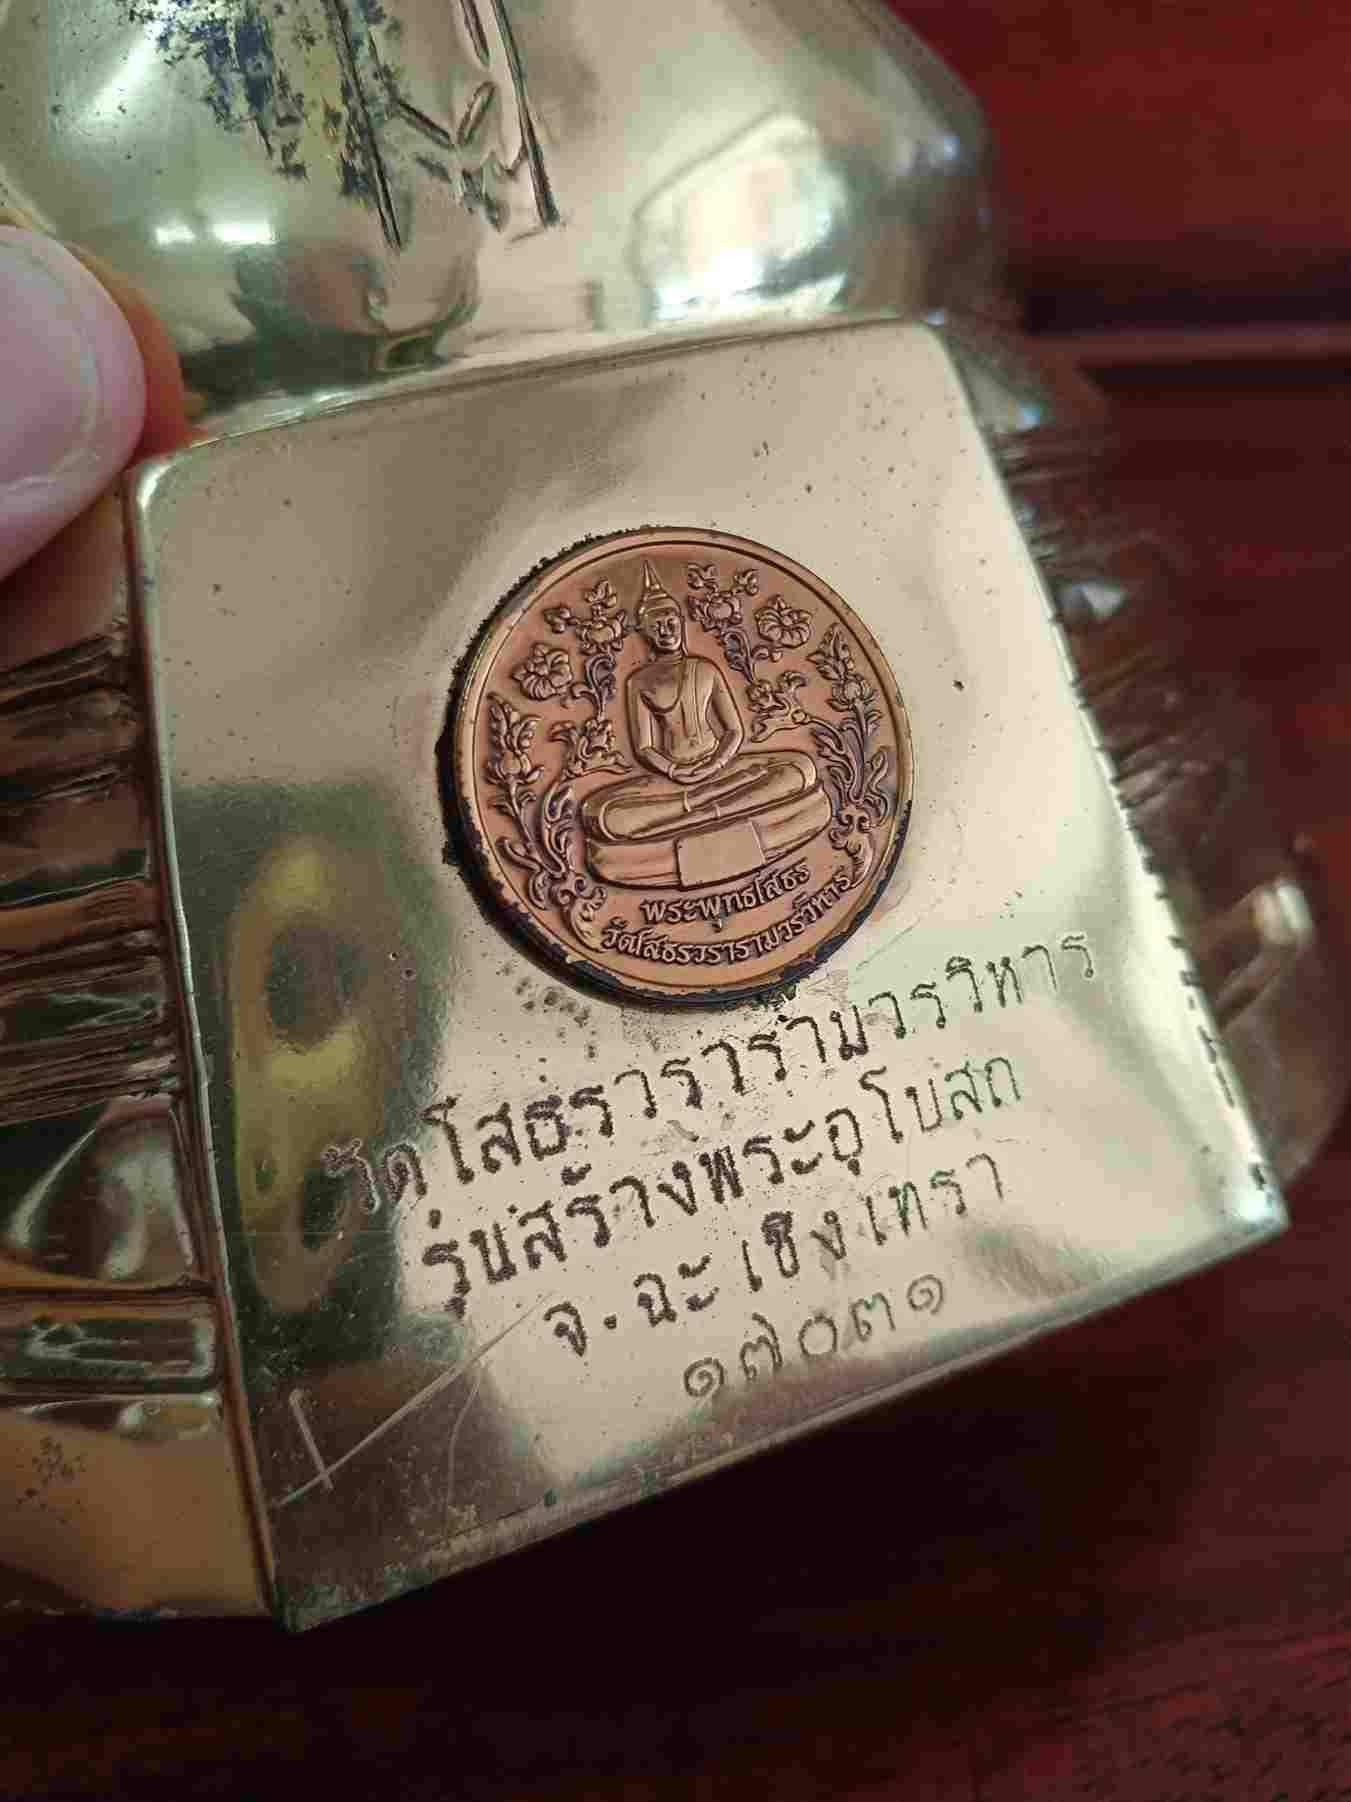 พระพุทธโสธร
วัดโสธรวรารามวรวิหาร
วัดโสธรวรารามวรวิหาร
รุ่นสร้างพระอุโบสถ
จ.ฉะเชิงเทรา
๑๗๐๓๑